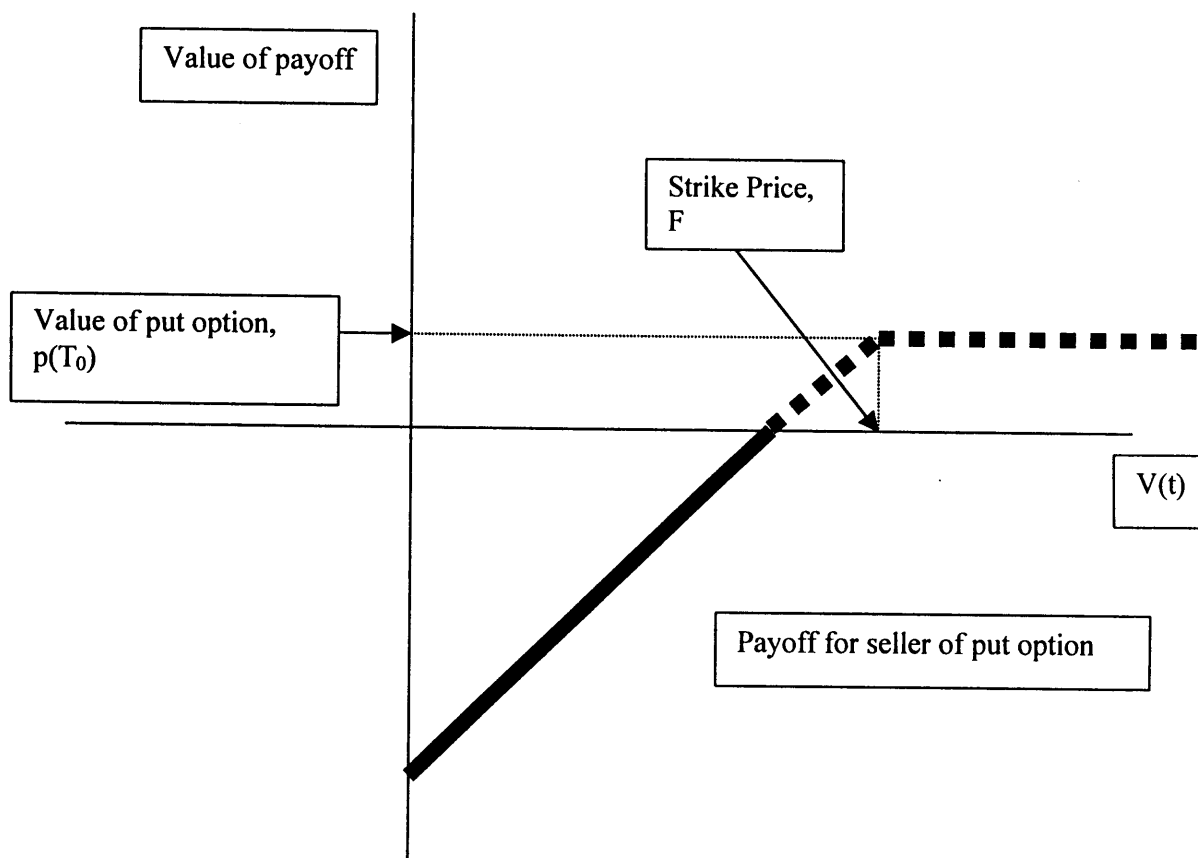 Value of payoff
Strike Price,
F
Value of put option,
p(T₀)
V(t)
Payoff for seller of put option